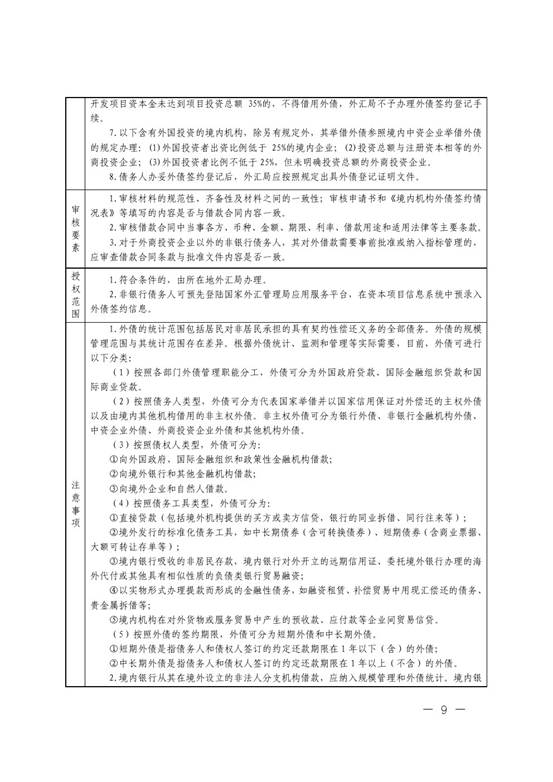 开发项目资本金未达到项目投资总额 35%的，不得借用外债，外汇局不予办理外债签约登记手
续。
7.以下含有外国投资的境内机构，除另有规定外，其举借外债参照境内中资企业举借外债
的规定办理：(1)外国投资者出资比例低于 25%的境内企业；(2)投资总额与注册资本相等的外
商投资企业；(3)外国投资者比例不低于 25%，但未明确投资总额的外商投资企业。
8.债务人办妥外债签约登记后，外汇局应按照规定出具外债登记证明文件。
审核要素
1.审核材料的规范性、齐备性及材料之间的一致性；审核申请书和《境内机构外债签约情
况表》等填写的内容是否与借款合同内容一致。
2.审核借款合同中当事各方、币种、金额、期限、利率、借款用途和适用法律等主要条款。
3.对于外商投资企业以外的非银行债务人，其对外借款需要事前批准或纳入指标管理的，
应审查借款合同条款与批准文件内容是否一致。
授权范围
1.符合条件的，由所在地外汇局办理。
2.非银行债务人可预先登陆国家外汇管理局应用服务平台，在资本项目信息系统中预录入
外债签约信息。
注意事项
1.外债的统计范围包括居民对非居民承担的具有契约性偿还义务的全部债务。外债的规模
管理范围与其统计范围存在差异。根据外债统计、监测和管理等实际需要，目前，外债可进行
以下分类：
（1）按照各部门外债管理职能分工，外债可分为外国政府贷款、国际金融组织贷款和国
际商业贷款。
（2）按照债务人类型，外债可分为代表国家举借并以国家信用保证对外偿还的主权外债
以及由境内其他机构借用的非主权外债。非主权外债可分为银行外债、非银行金融机构外债、
中资企业外债、外商投资企业外债和其他机构外债。
（3）按照债权人类型，外债可分为：
①向外国政府、国际金融组织和政策性金融机构借款；
②向境外银行和其他金融机构借款；
③向境外企业和自然人借款。
（4）按照债务工具类型，外债可分为：
①直接贷款（包括境外机构提供的买方或卖方信贷，银行的同业拆借、同行往来等）；
②境外发行的标准化债务工具，如中长期债券（含可转换债券）、短期债券（含商业票据、
大额可转让存单等）；
③境内银行吸收的非居民存款，境内银行对外开立的远期信用证、委托境外银行办理的海
外代付或其他具有相似性质的负债类银行贸易融资；
④以实物形式办理提款而形成的金融性债务，如融资租赁、补偿贸易中用现汇偿还的债务、
贵金属拆借等；
⑤境内机构在对外货物或服务贸易中产生的预收款、应付款等企业间贸易信贷。
（5）按照外债的签约期限，外债可分为短期外债和中长期外债。
①短期外债是指债务人和债权人签订的约定还款期限在 1 年以下（含）的外债；
②中长期外债是指债务人和债权人签订的约定还款期限在 1 年以上（不含）的外债。
2.境内银行从其在境外设立的非法人分支机构借款，应纳入规模管理和外债统计。境内银
— 9 —